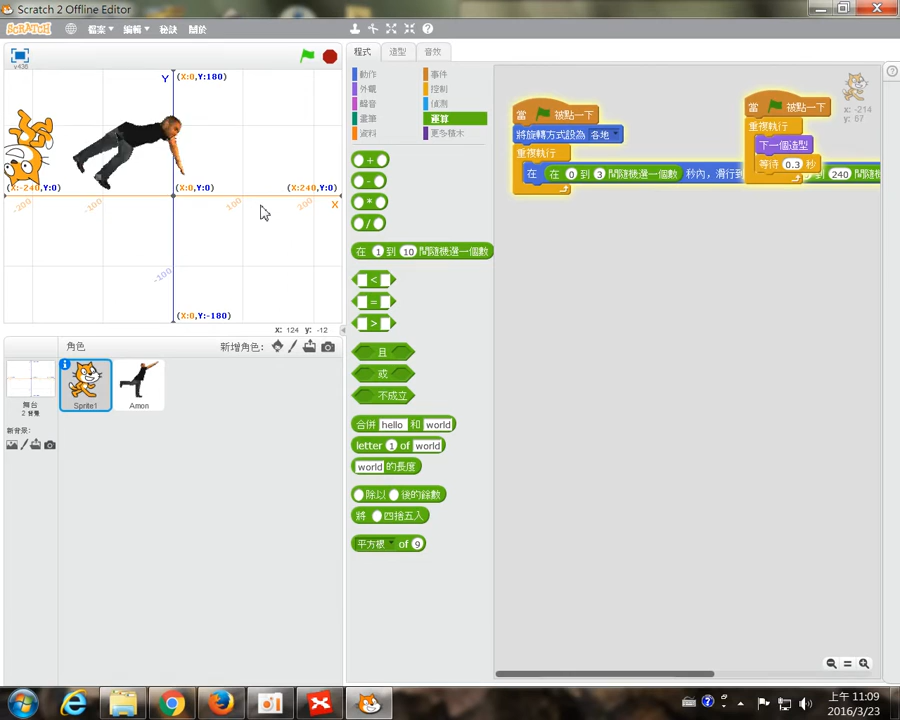 Scratch 2 Offline Editor
SCRATCH 檔案 編輯 秘訣 關於
v438
Y (X:0,Y:180)
(X:-240,Y:0) (X:0,Y:0) (X:240,Y:0)
-200 -100 100 200 X
-100
(X:0,Y:-180)
x: 124 y: -12
角色 新增角色:
舞台
2 背景
新背景:
Sprite1 Amon
程式 造型 音效
動作 事件
外觀 控制
聲音 偵測
畫筆 運算
資料 更多積木
+
-
*
/
在 1 到 10 間隨機選一個數
<
=
>
且
或
不成立
合併 hello 和 world
letter 1 of world
world 的長度
除以 後的餘數
將 四捨五入
平方根 of 9
當 被點一下
將旋轉方式設為 各地
重複執行
在 在 0 到 3 間隨機選一個數 秒內,滑行到
到 240 間隨機
當 被點一下
重複執行
下一個造型
等待 0.3 秒
x: -214
y: 67
上午 11:09
2016/3/23